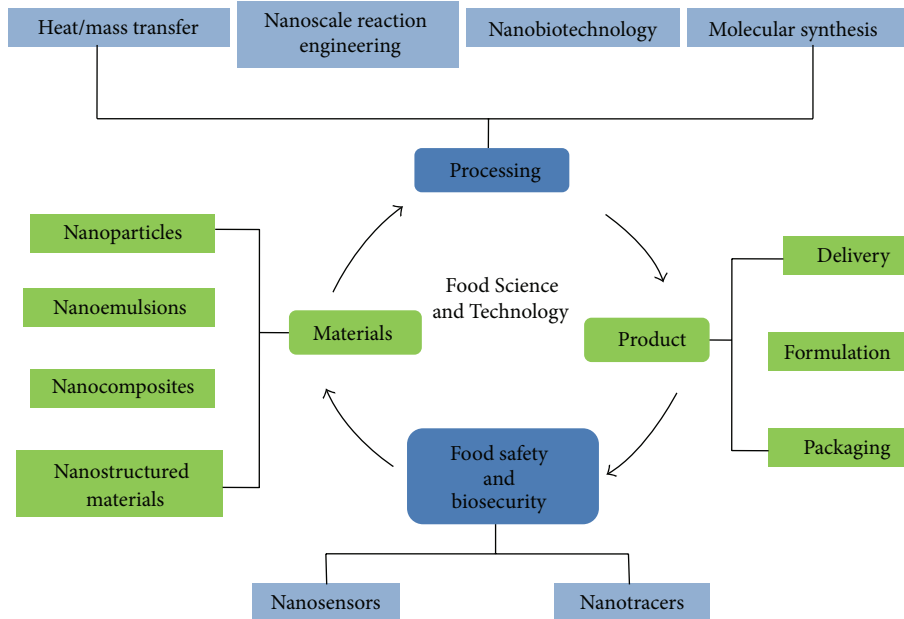 Heat/mass transfer
Nanoscale reaction
engineering
Nanobiotechnology
Molecular synthesis
Processing
Nanoparticles
Nanoemulsions
Nanocomposites
Nanostructured
materials
Materials
Food Science
and Technology
Product
Delivery
Formulation
Packaging
Food safety
and
biosecurity
Nanosensors
Nanotracers